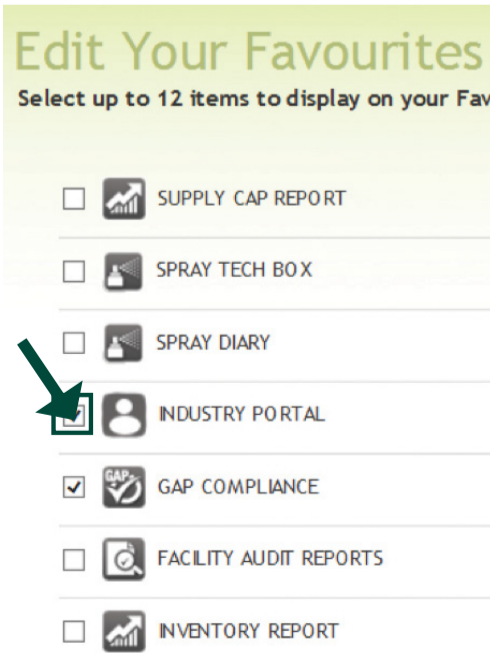 Edit Your Favourites
Select up to 12 items to display on your
SUPPLY CAP REPORT
SPRAY TECH BOX
SPRAY DIARY
INDUSTRY PORTAL
GAP
GAP COMPLIANCE
FACILITY AUDIT REPORTS
INVENTORY REPORT